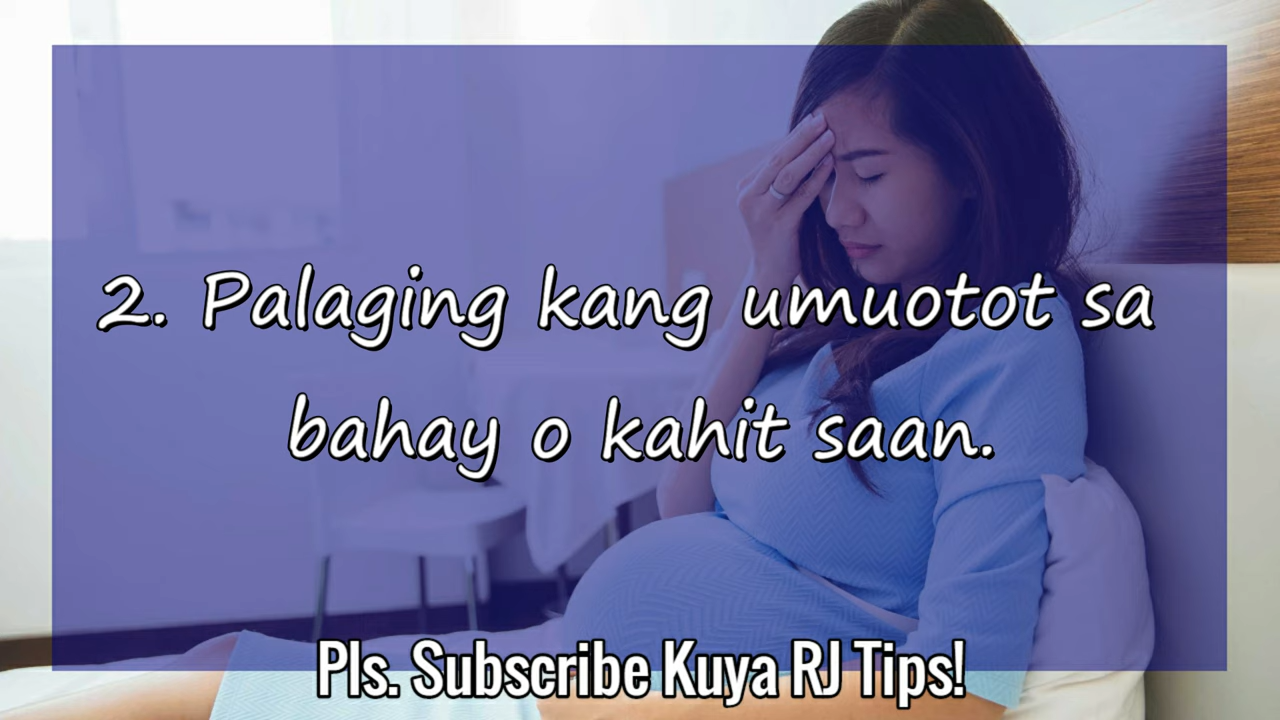 2. Palaging kang umuotot sa
bahay o kahit saan.
Pls. Subscribe Kuya RJ Tips!